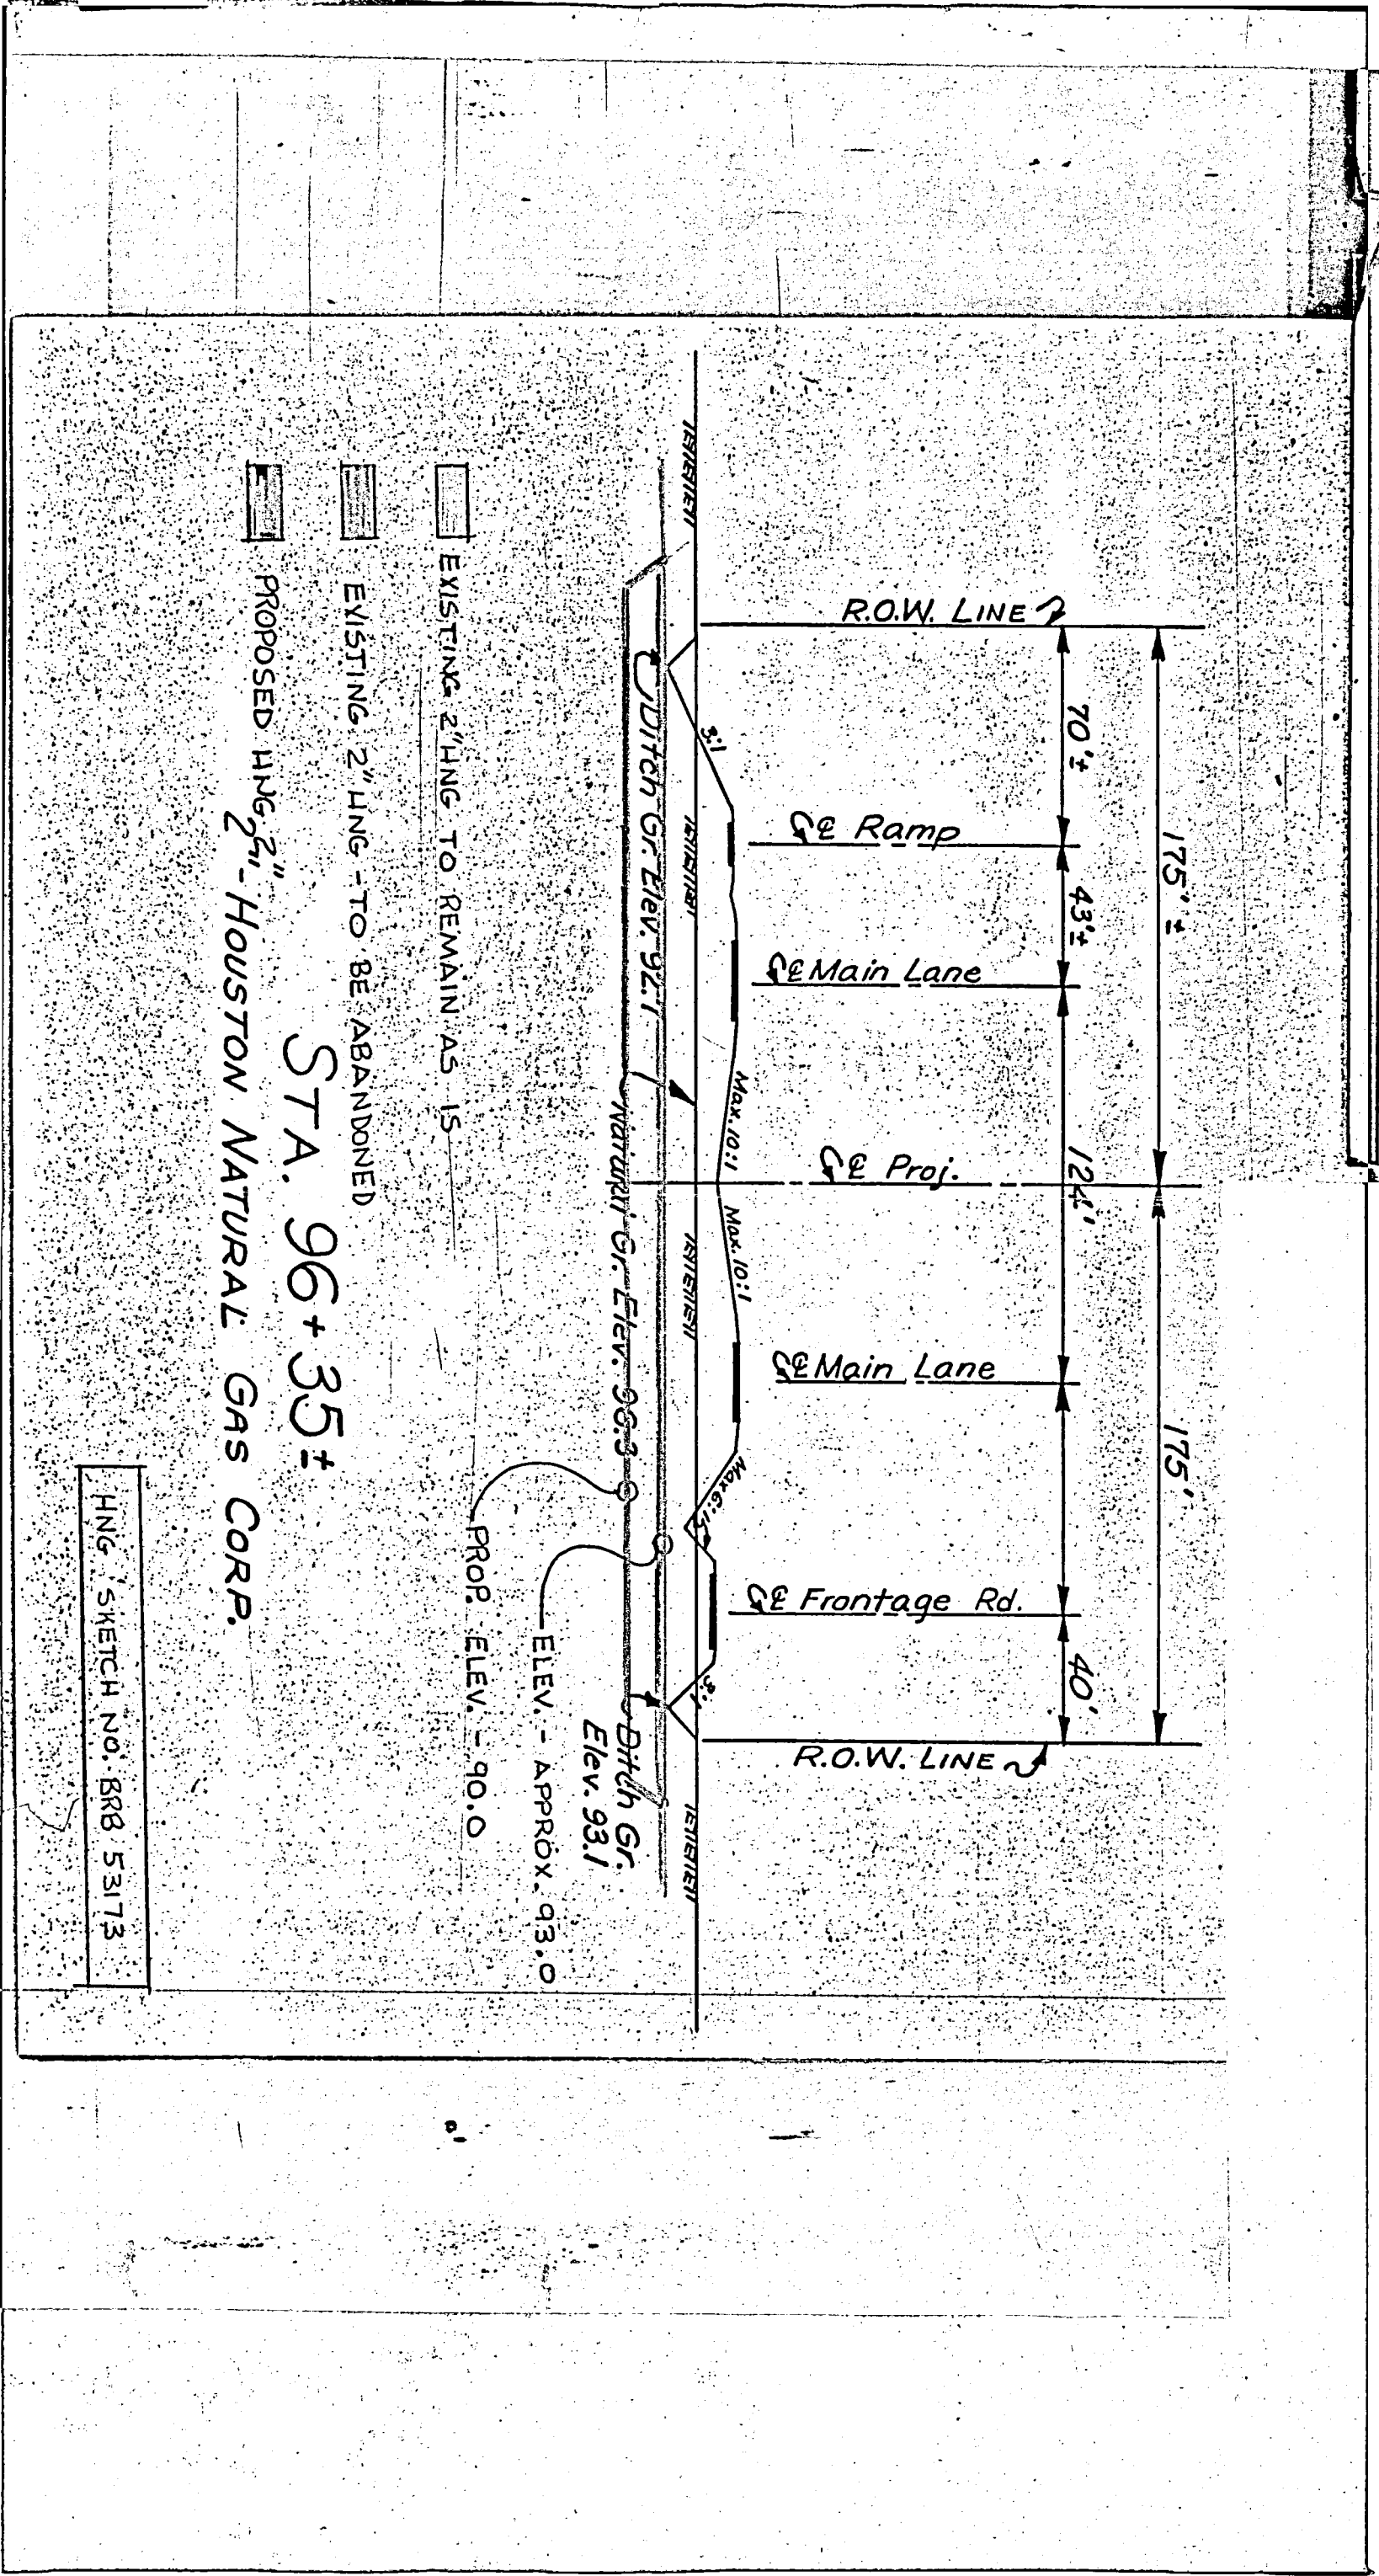 175' ±
175'
70'±
43'±
124'
40'
R.O.W. LINE
℄ Ramp
℄ Main Lane
℄ Proj.
℄ Main Lane
℄ Frontage Rd.
R.O.W. LINE
3:1
Max. 10:1
Max. 10:1
Max 6:1
3:1
Ditch Gr. Elev. 92.1
Natural Gr. Elev. 96.3
Ditch Gr.
Elev. 93.1
ELEV. - APPROX. 93.0
PROP. ELEV. - 90.0
EXISTING 2" HNG TO REMAIN AS IS
EXISTING 2" HNG - TO BE ABANDONED
PROPOSED HNG 2"
STA. 96+35±
2"-HOUSTON NATURAL GAS CORP.
HNG SKETCH NO. BRB 53173